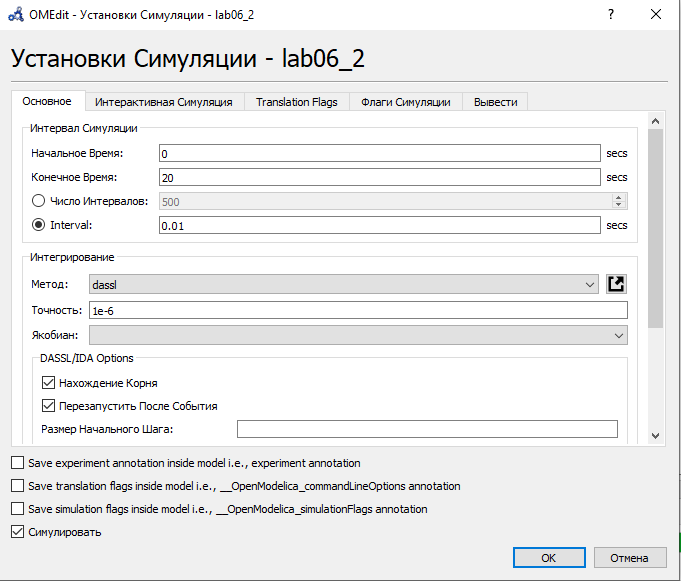 OMEdit - Установки Симуляции - lab06_2
?
Установки Симуляции - lab06_2
Основное Интерактивная Симуляция Translation Flags Флаги Симуляции Вывести
Интервал Симуляции
Начальное Время: 0 secs
Конечное Время: 20 secs
Число Интервалов: 500
Interval: 0.01 secs
Интегрирование
Метод: dassl
Точность: 1e-6
Якобиан:
DASSL/IDA Options
Нахождение Корня
Перезапустить После События
Размер Начального Шага:
Save experiment annotation inside model i.e., experiment annotation
Save translation flags inside model i.e., __OpenModelica_commandLineOptions annotation
Save simulation flags inside model i.e., __OpenModelica_simulationFlags annotation
Симулировать
OK Отмена